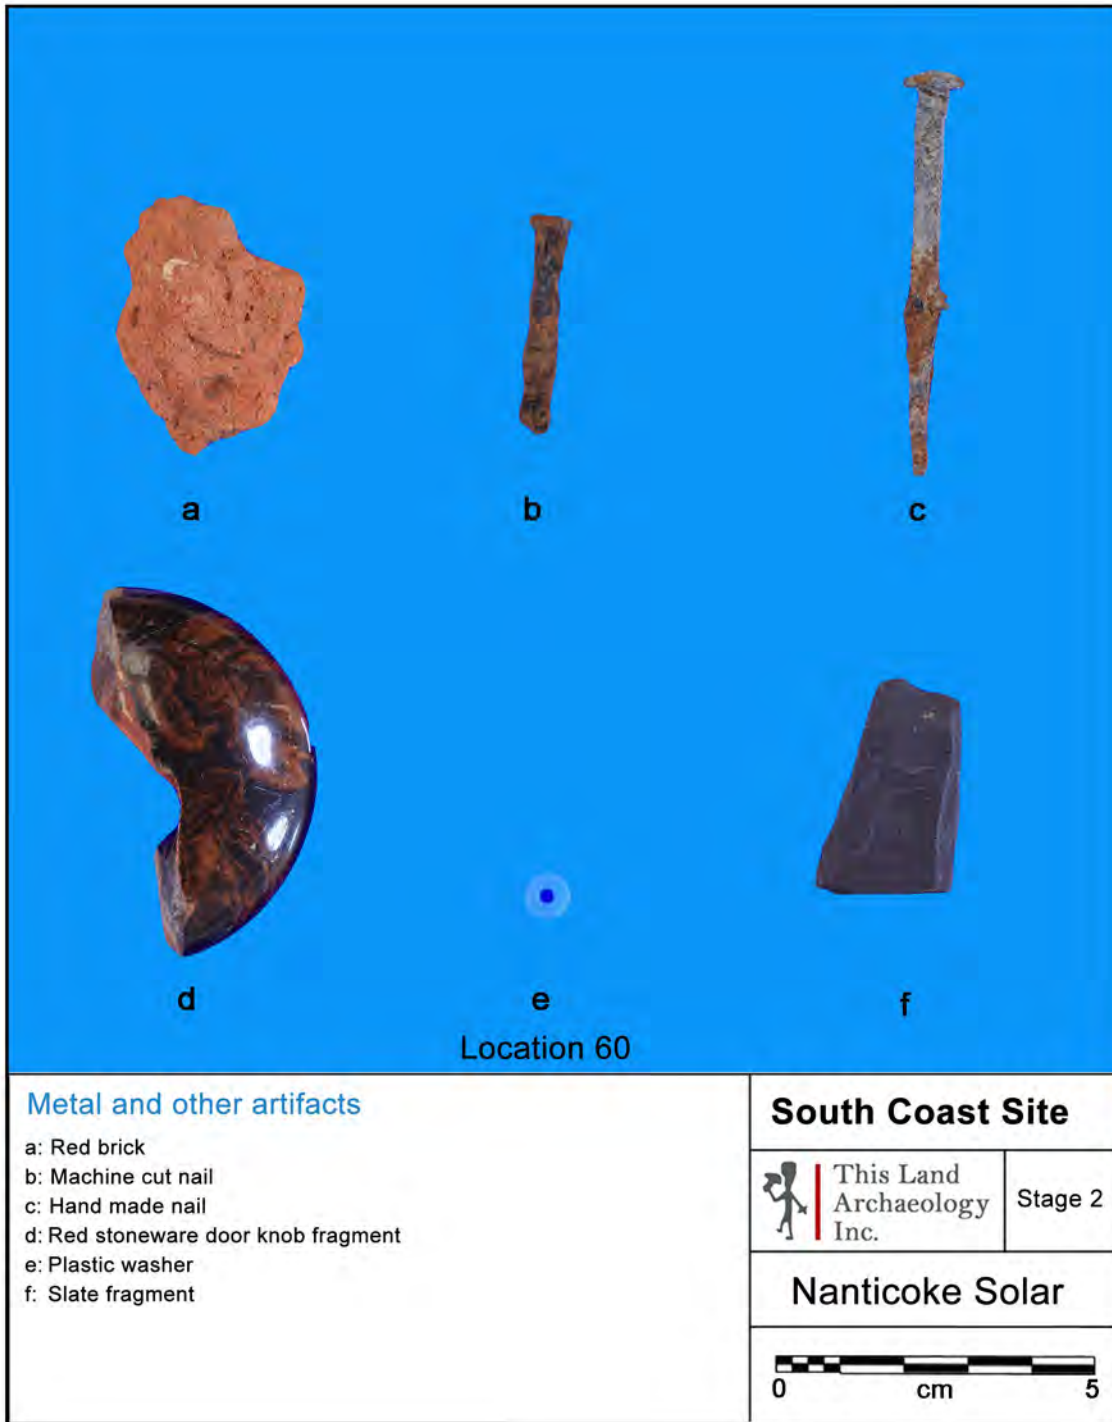 a
b
c
d
e
f
Location 60
Metal and other artifacts
a: Red brick
b: Machine cut nail
c: Hand made nail
d: Red stoneware door knob fragment
e: Plastic washer
f: Slate fragment
South Coast Site
This Land
Archaeology
Inc.
Stage 2
Nanticoke Solar
0 cm 5